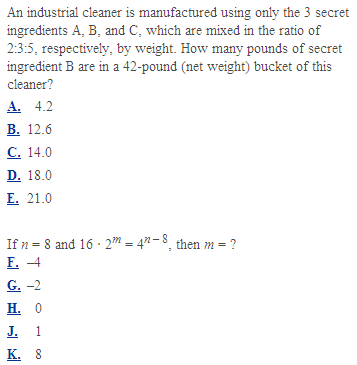 An industrial cleaner is manufactured using only the 3 secret
ingredients A, B, and C, which are mixed in the ratio of
2:3:5, respectively, by weight. How many pounds of secret
ingredient B are in a 42-pound (net weight) bucket of this
cleaner?
A. 4.2
B. 12.6
C. 14.0
D. 18.0
E. 21.0
If n = 8 and 16 · 2^m = 4^(n – 8), then m = ?
F. –4
G. –2
H. 0
J. 1
K. 8